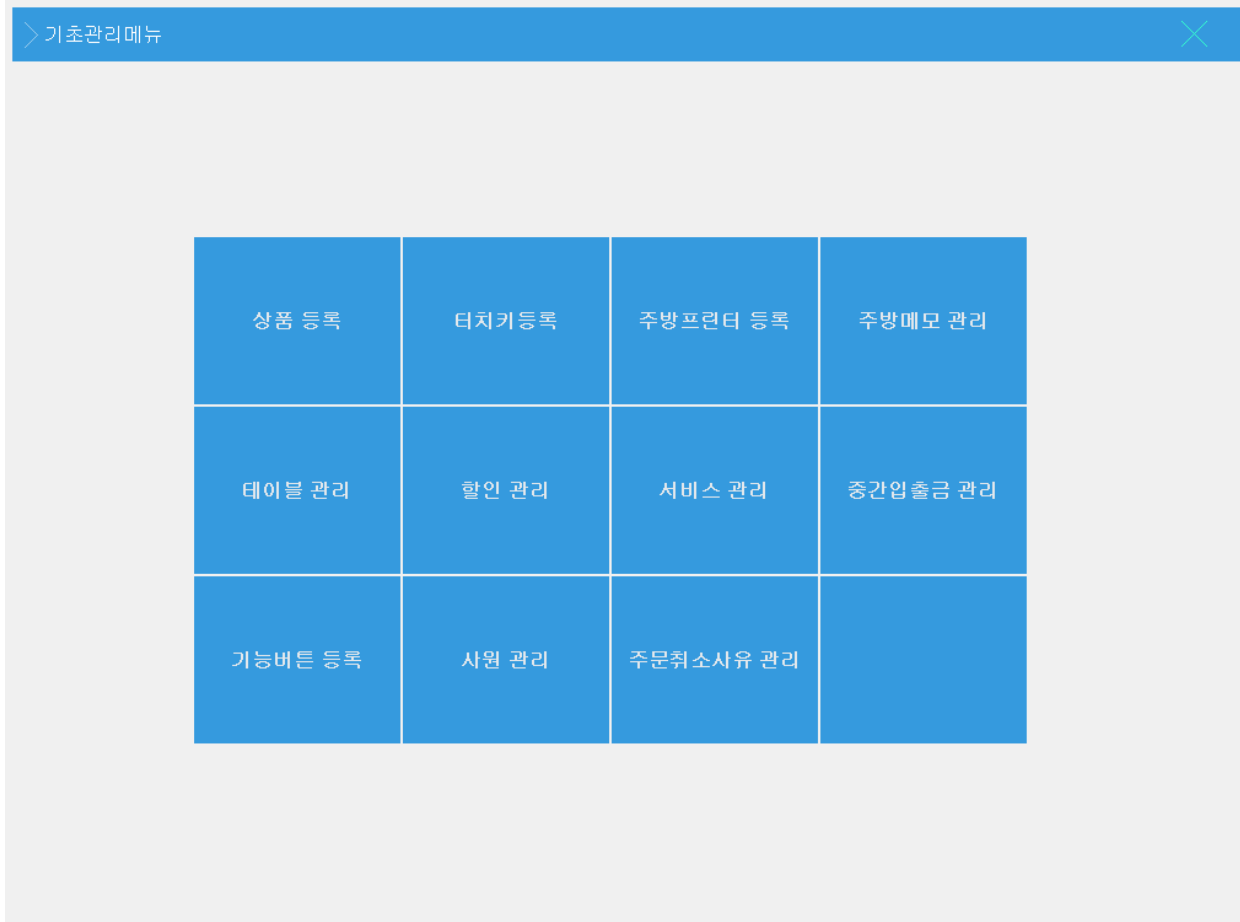 기초관리메뉴
상품 등록
터치키등록
주방프린터 등록
주방메모 관리
테이블 관리
할인 관리
서비스 관리
중간입출금 관리
기능버튼 등록
사원 관리
주문취소사유 관리